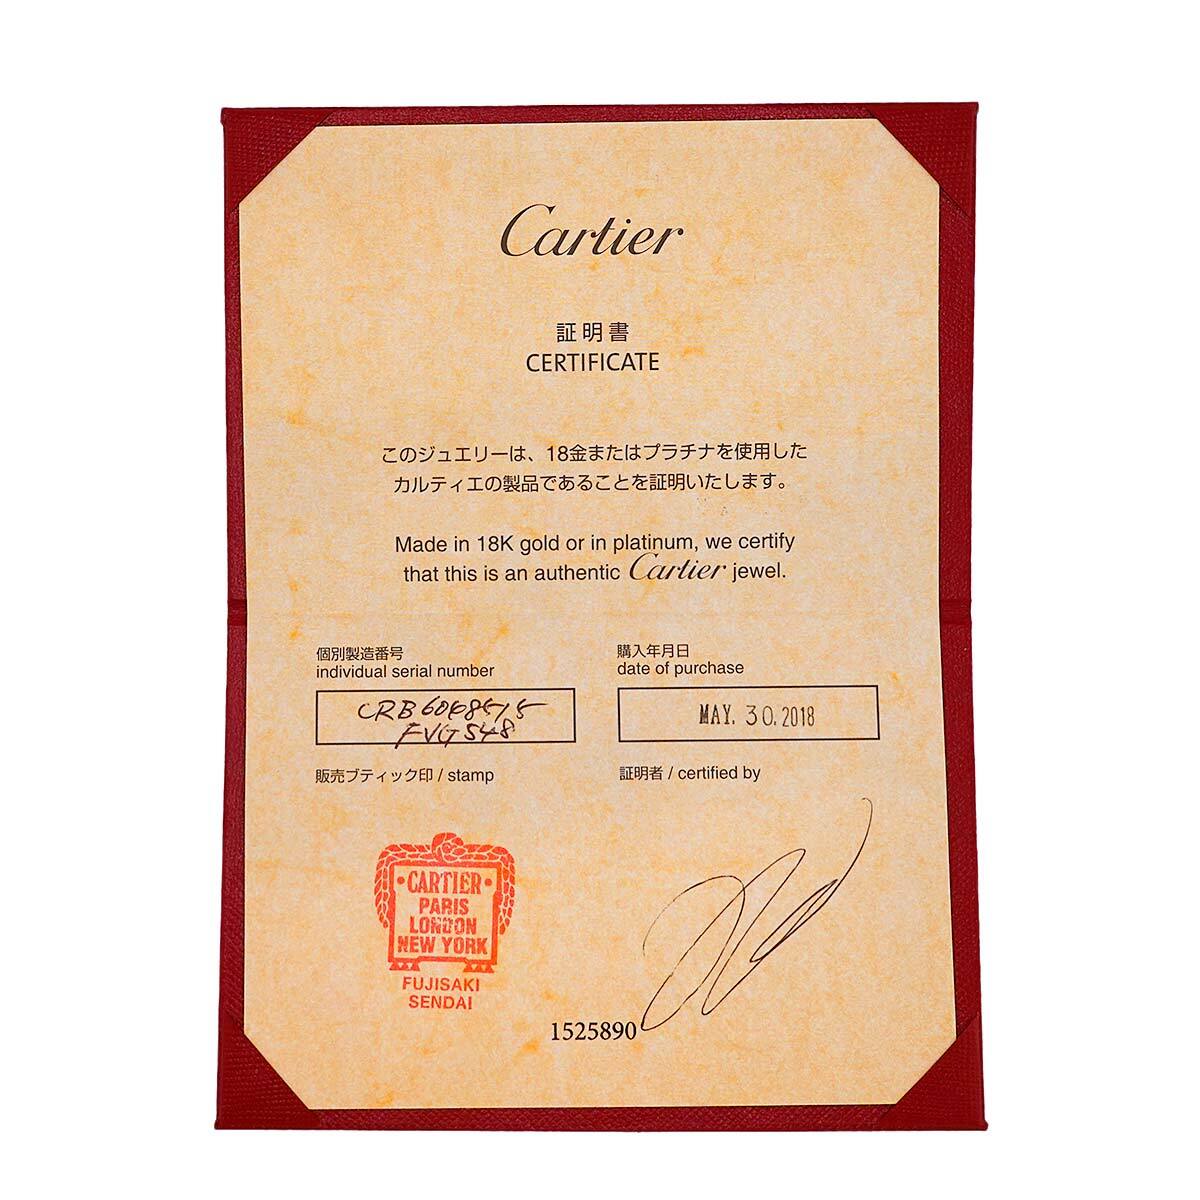 Cartier
証明書
CERTIFICATE
このジュエリーは、18金またはプラチナを使用した
カルティエの製品であることを証明いたします。
Made in 18K gold or in platinum, we certify
that this is an authentic Cartier jewel.
個別製造番号
individual serial number
購入年月日
date of purchase
MAY. 30. 2018
販売ブティック印 / stamp
証明者 / certified by
・CARTIER・
PARIS
LONDON
NEW YORK
FUJISAKI
SENDAI
1525890